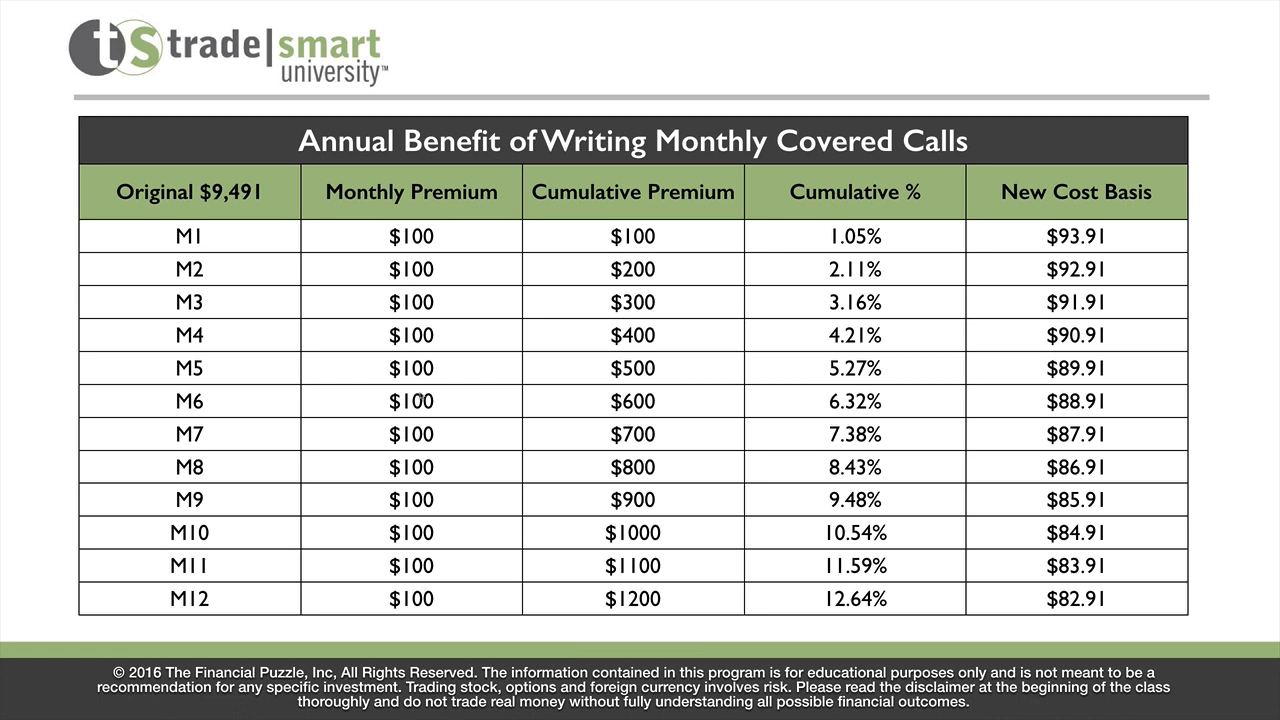 ts trade|smart
university™
Annual Benefit of Writing Monthly Covered Calls
Original $9,491 Monthly Premium Cumulative Premium Cumulative % New Cost Basis
M1 $100 $100 1.05% $93.91
M2 $100 $200 2.11% $92.91
M3 $100 $300 3.16% $91.91
M4 $100 $400 4.21% $90.91
M5 $100 $500 5.27% $89.91
M6 $100 $600 6.32% $88.91
M7 $100 $700 7.38% $87.91
M8 $100 $800 8.43% $86.91
M9 $100 $900 9.48% $85.91
M10 $100 $1000 10.54% $84.91
M11 $100 $1100 11.59% $83.91
M12 $100 $1200 12.64% $82.91
© 2016 The Financial Puzzle, Inc, All Rights Reserved. The information contained in this program is for educational purposes only and is not meant to be a
recommendation for any specific investment. Trading stock, options and foreign currency involves risk. Please read the disclaimer at the beginning of the class
thoroughly and do not trade real money without fully understanding all possible financial outcomes.